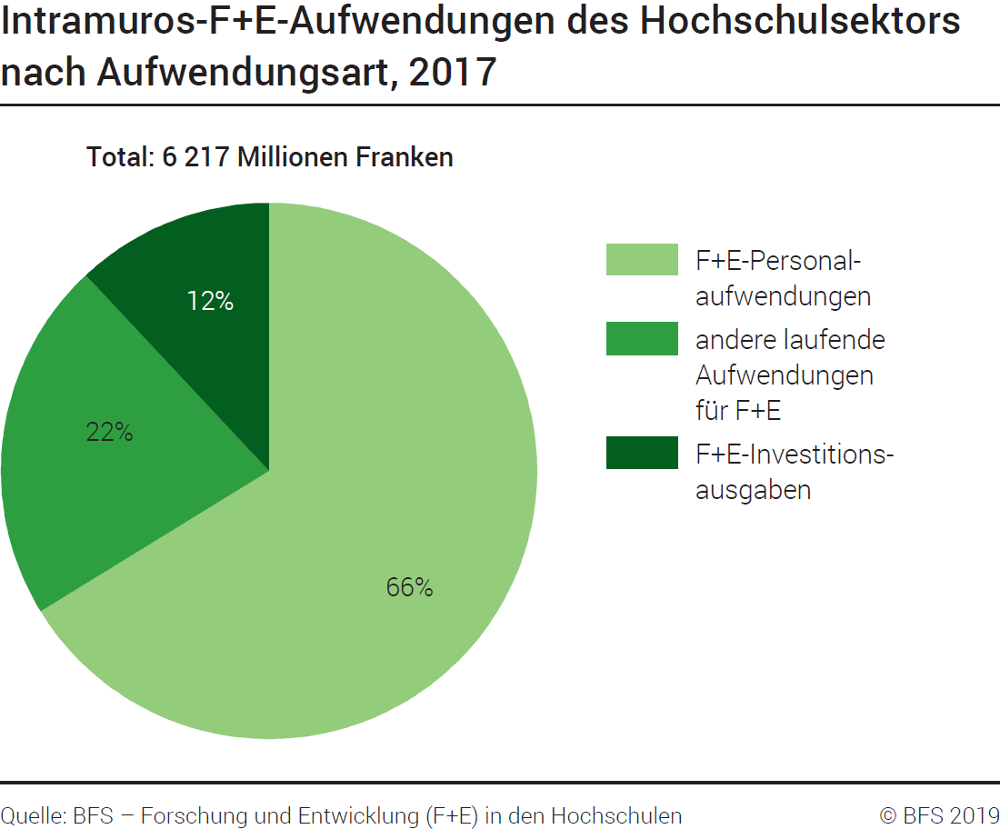 Intramuros-F+E-Aufwendungen des Hochschulsektors
nach Aufwendungsart, 2017
Total: 6 217 Millionen Franken
12%
22%
66%
F+E-Personal-
aufwendungen
andere laufende
Aufwendungen
für F+E
F+E-Investitions-
ausgaben
Quelle: BFS – Forschung und Entwicklung (F+E) in den Hochschulen
© BFS 2019